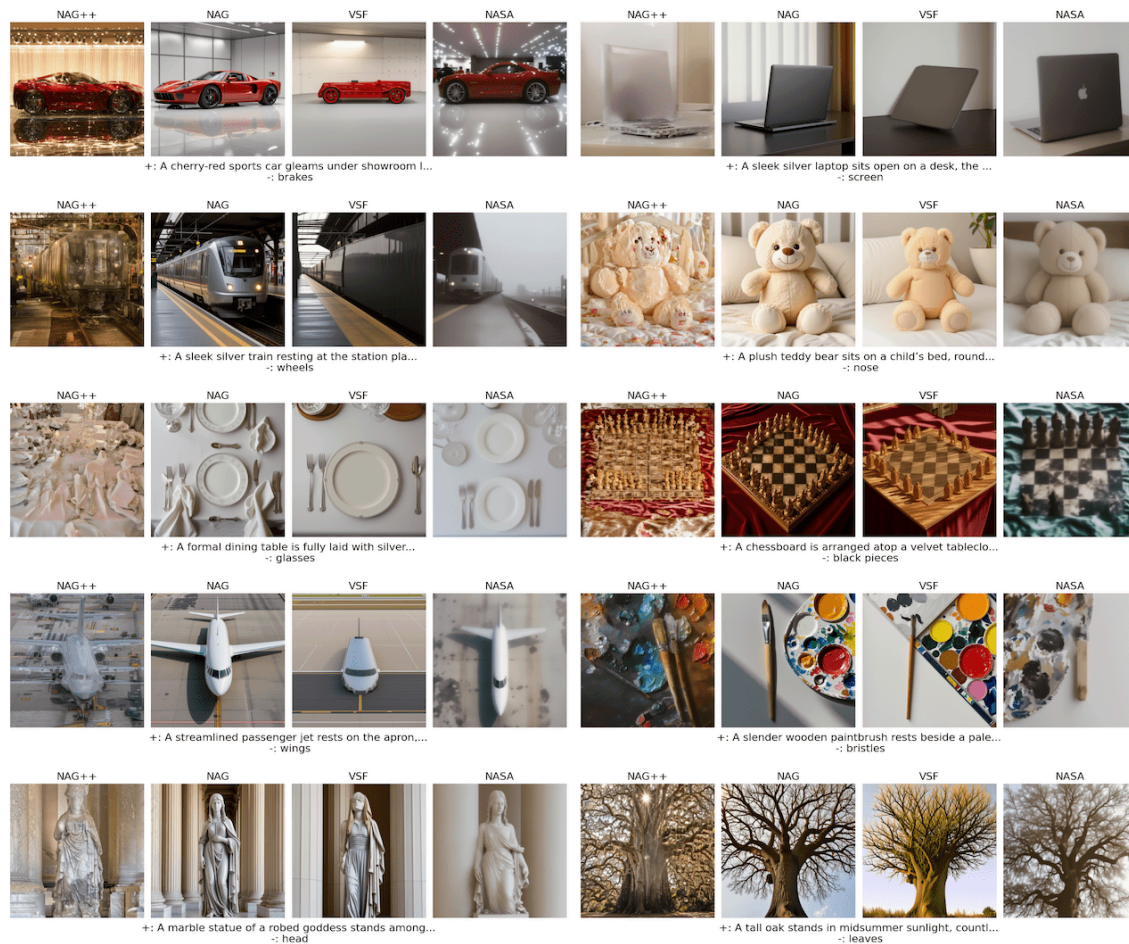 NAG++ NAG VSF NASA NAG++ NAG VSF NASA
+: A cherry-red sports car gleams under showroom l...
-: brakes
+: A sleek silver laptop sits open on a desk, the ...
-: screen
NAG++ NAG VSF NASA NAG++ NAG VSF NASA
+: A sleek silver train resting at the station pla...
-: wheels
+: A plush teddy bear sits on a child’s bed, round...
-: nose
NAG++ NAG VSF NASA NAG++ NAG VSF NASA
+: A formal dining table is fully laid with silver...
-: glasses
+: A chessboard is arranged atop a velvet tableclo...
-: black pieces
NAG++ NAG VSF NASA NAG++ NAG VSF NASA
+: A streamlined passenger jet rests on the apron,...
-: wings
+: A slender wooden paintbrush rests beside a pale...
-: bristles
NAG++ NAG VSF NASA NAG++ NAG VSF NASA
+: A marble statue of a robed goddess stands among...
-: head
+: A tall oak stands in midsummer sunlight, countl...
-: leaves